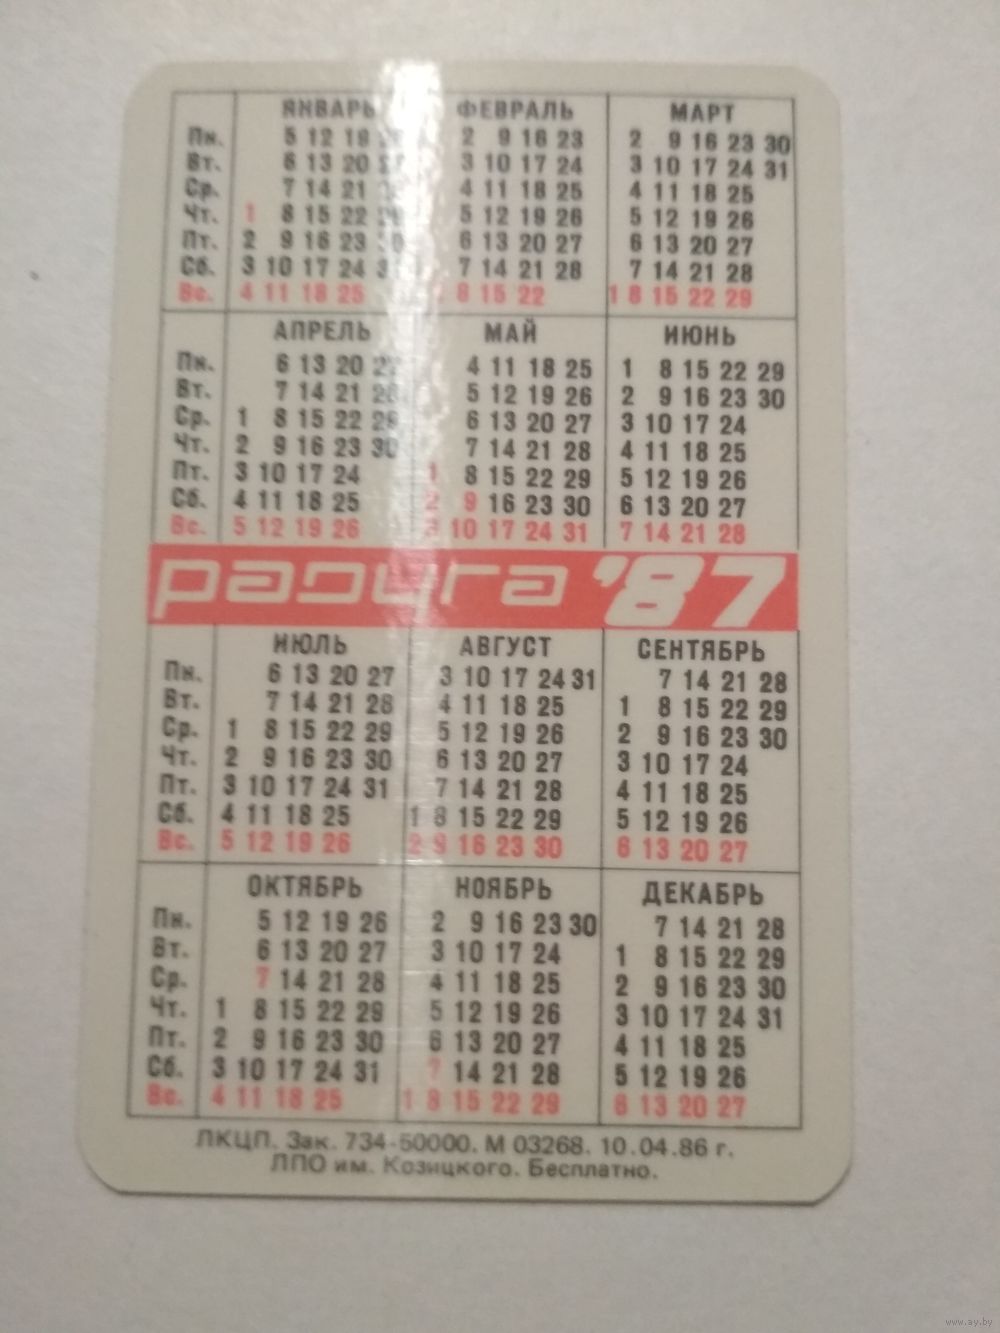 ЯНВАРЬ ФЕВРАЛЬ МАРТ
Пн. 5 12 19 2 9 16 23 2 9 16 23 30
Вт. 6 13 20 3 10 17 24 3 10 17 24 31
Ср. 7 14 21 4 11 18 25 4 11 18 25
Чт. 1 8 15 22 5 12 19 26 5 12 19 26
Пт. 2 9 16 23 6 13 20 27 6 13 20 27
Сб. 3 10 17 24 7 14 21 28 7 14 21 28
Вс. 4 11 18 25 8 15 22 1 8 15 22 29
АПРЕЛЬ МАЙ ИЮНЬ
Пн. 6 13 20 27 4 11 18 25 1 8 15 22 29
Вт. 7 14 21 28 5 12 19 26 2 9 16 23 30
Ср. 1 8 15 22 29 6 13 20 27 3 10 17 24
Чт. 2 9 16 23 30 7 14 21 28 4 11 18 25
Пт. 3 10 17 24 1 8 15 22 29 5 12 19 26
Сб. 4 11 18 25 2 9 16 23 30 6 13 20 27
Вс. 5 12 19 26 3 10 17 24 31 7 14 21 28
радуга '87
ИЮЛЬ АВГУСТ СЕНТЯБРЬ
Пн. 6 13 20 27 3 10 17 24 31 7 14 21 28
Вт. 7 14 21 28 4 11 18 25 1 8 15 22 29
Ср. 1 8 15 22 29 5 12 19 26 2 9 16 23 30
Чт. 2 9 16 23 30 6 13 20 27 3 10 17 24
Пт. 3 10 17 24 31 7 14 21 28 4 11 18 25
Сб. 4 11 18 25 1 8 15 22 29 5 12 19 26
Вс. 5 12 19 26 2 9 16 23 30 6 13 20 27
ОКТЯБРЬ НОЯБРЬ ДЕКАБРЬ
Пн. 5 12 19 26 2 9 16 23 30 7 14 21 28
Вт. 6 13 20 27 3 10 17 24 1 8 15 22 29
Ср. 7 14 21 28 4 11 18 25 2 9 16 23 30
Чт. 1 8 15 22 29 5 12 19 26 3 10 17 24 31
Пт. 2 9 16 23 30 6 13 20 27 4 11 18 25
Сб. 3 10 17 24 31 7 14 21 28 5 12 19 26
Вс. 4 11 18 25 1 8 15 22 29 6 13 20 27
ЛКЦП. Зак. 734-50000. М 03268. 10.04.86 г.
ЛПО им. Козицкого. Бесплатно.
www.ay.by